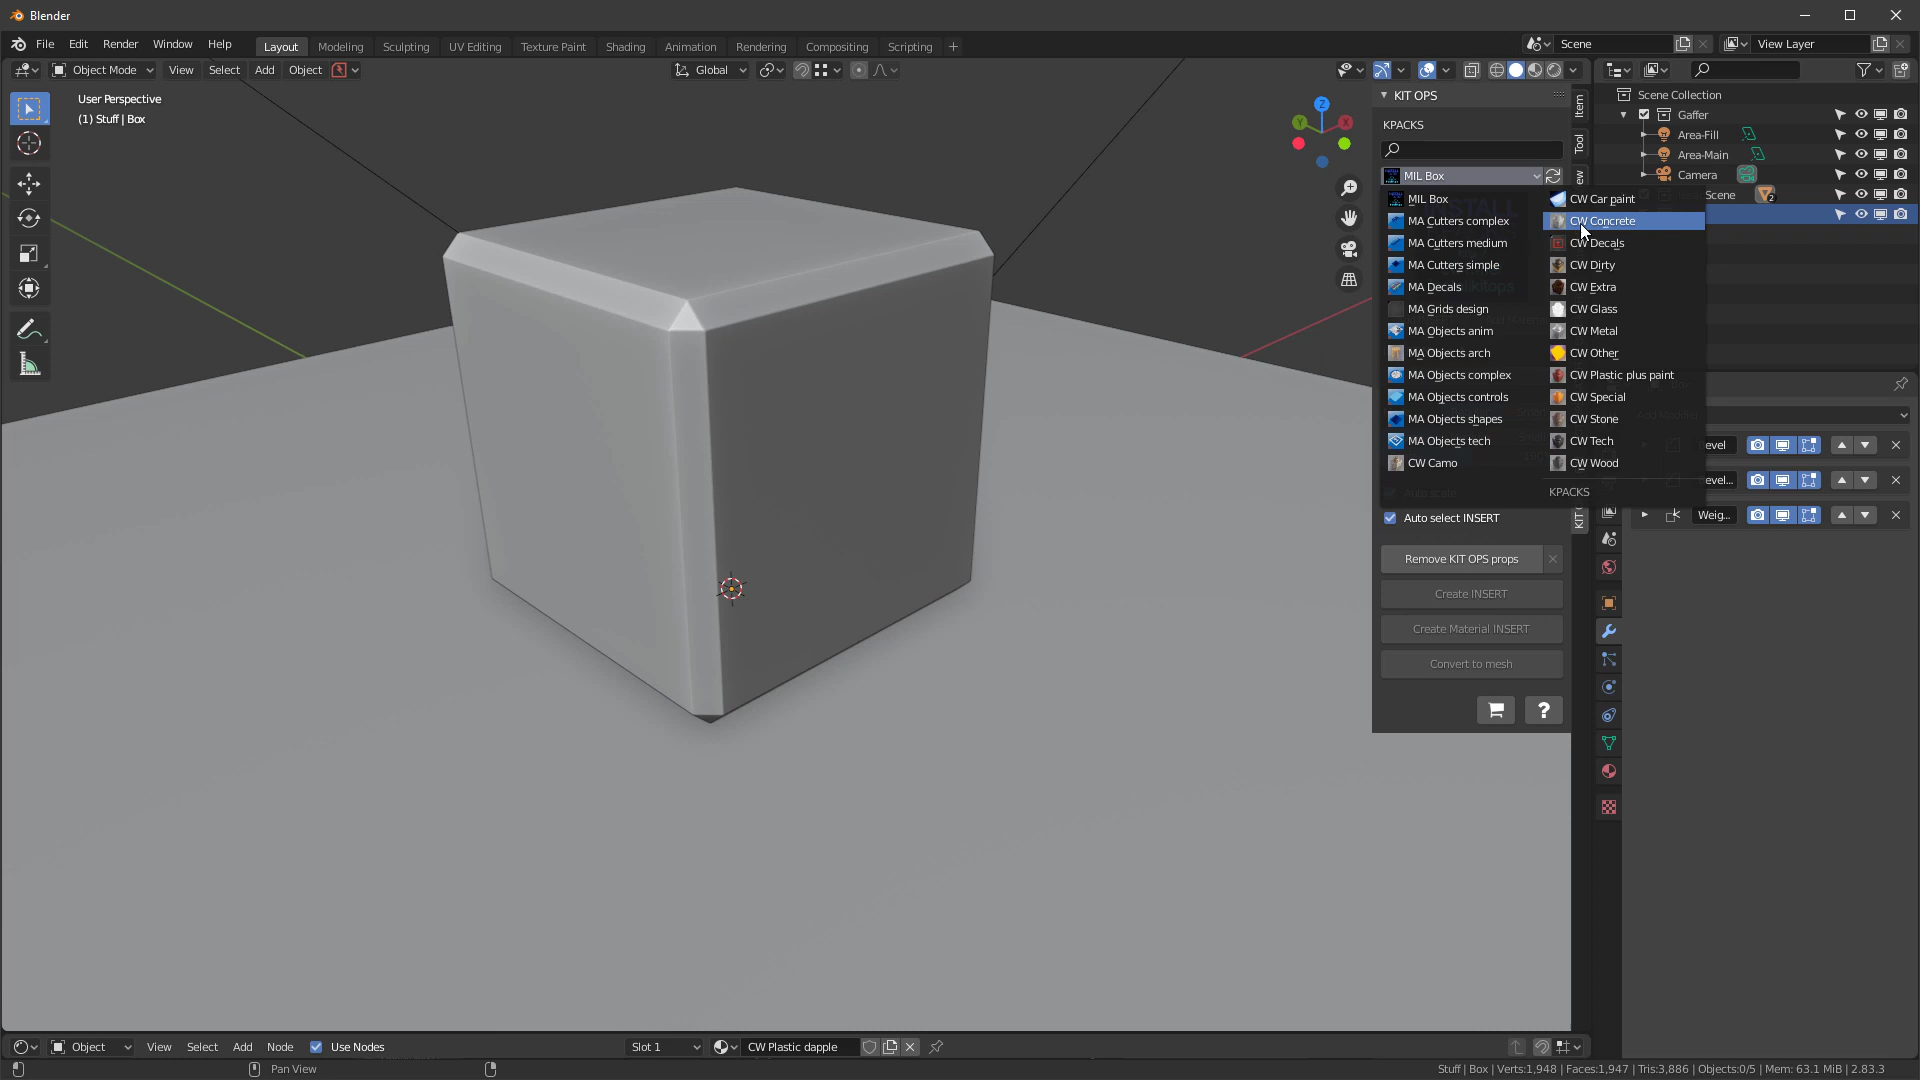 Blender
File Edit Render Window Help
Layout Modeling Sculpting UV Editing Texture Paint Shading Animation Rendering Compositing Scripting +
Scene
View Layer
Object Mode View Select Add Object
Global
User Perspective
(1) Stuff | Box
Z
Y
X
KIT OPS
KPACKS
MIL Box
MIL Box
MA Cutters complex
MA Cutters medium
MA Cutters simple
MA Decals
MA Grids design
MA Objects anim
MA Objects arch
MA Objects complex
MA Objects controls
MA Objects shapes
MA Objects tech
CW Camo
CW Car paint
CW Concrete
CW Decals
CW Dirty
CW Extra
CW Glass
CW Metal
CW Other
CW Plastic plus paint
CW Special
CW Stone
CW Tech
CW Wood
KPACKS
Auto scale
Auto select INSERT
Remove KIT OPS props
Create INSERT
Create Material INSERT
Convert to mesh
?
Item
Tool
Scene Collection
Gaffer
Area-Fill
Area-Main
Camera
Scene
2
evel
evel...
Weig...
Object View Select Add Node Use Nodes
Slot 1
CW Plastic dapple
Pan View
Stuff | Box | Verts:1,948 | Faces:1,947 | Tris:3,886 | Objects:0/5 | Mem: 63.1 MiB | 2.83.3